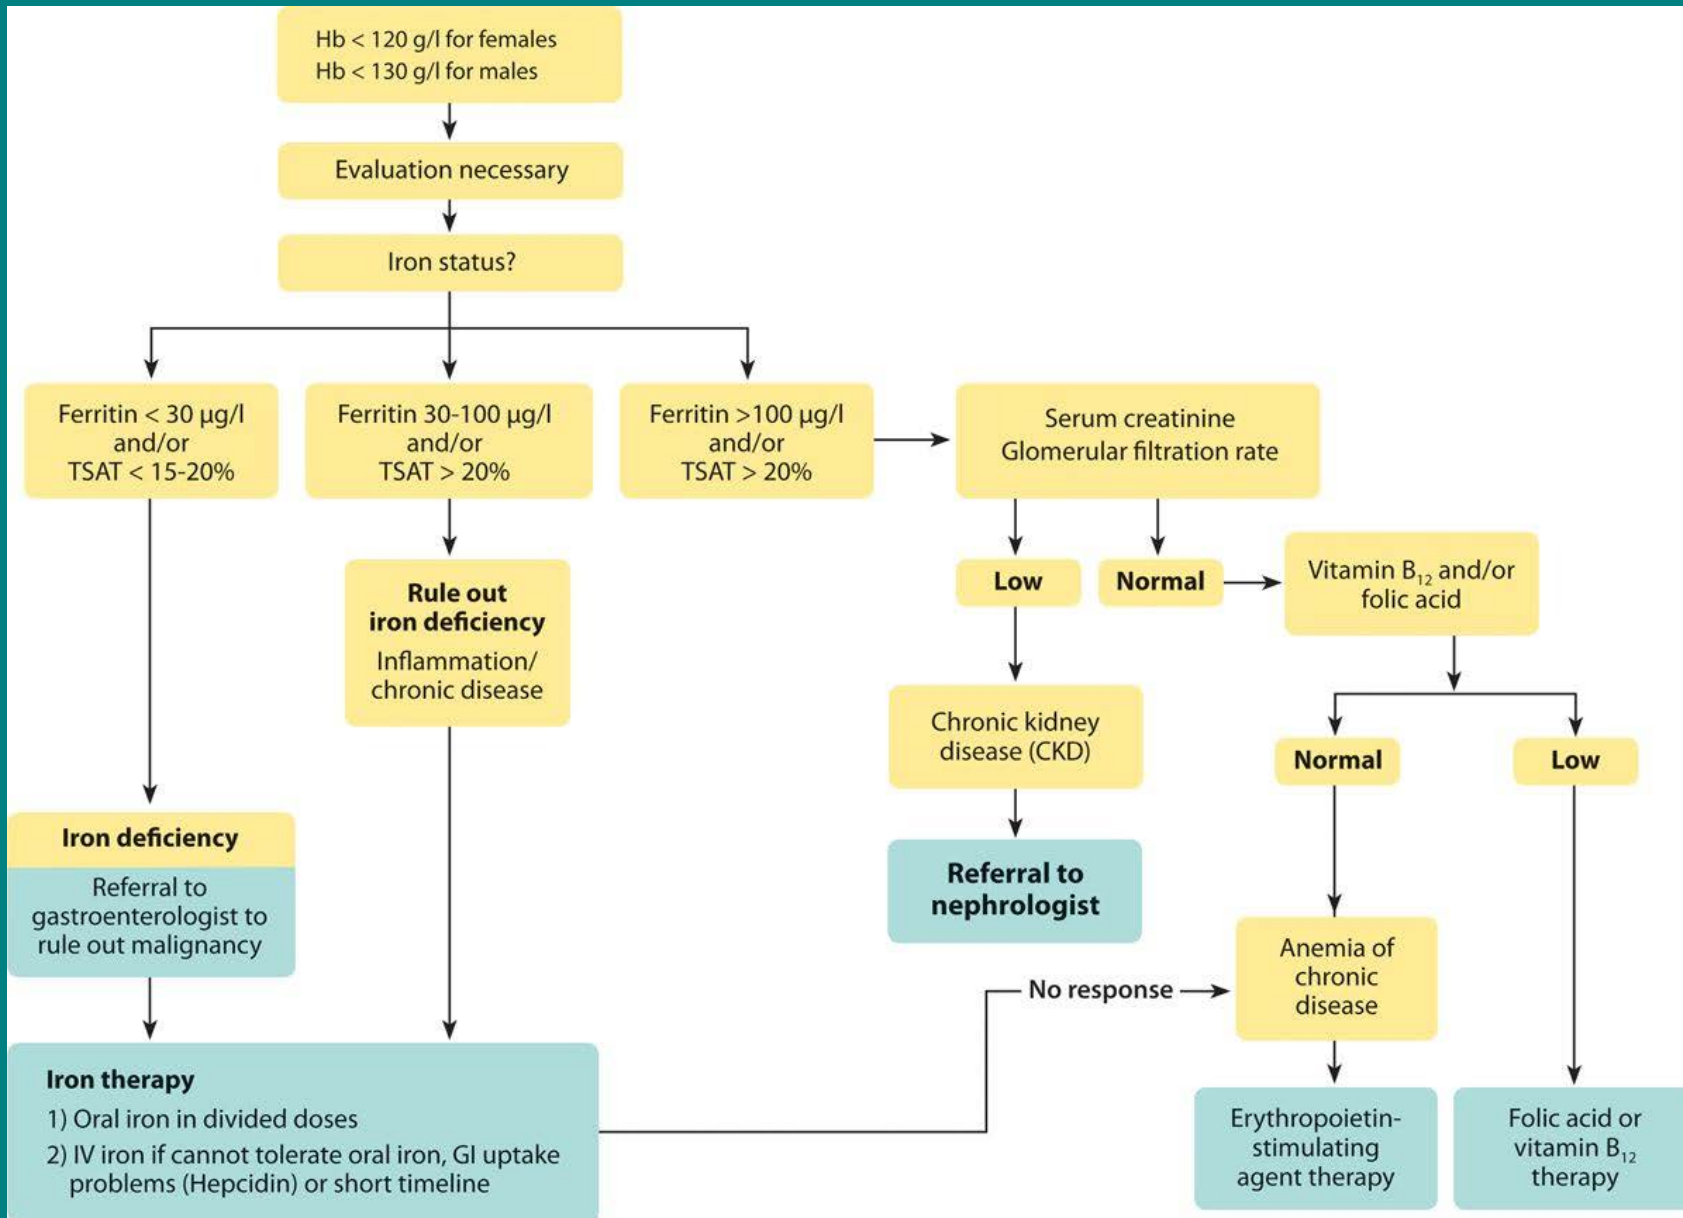 Hb < 120 g/l for females
Hb < 130 g/l for males
Evaluation necessary
Iron status?
Ferritin < 30 µg/l
and/or
TSAT < 15-20%
Ferritin 30-100 µg/l
and/or
TSAT > 20%
Ferritin >100 µg/l
and/or
TSAT > 20%
Serum creatinine
Glomerular filtration rate
Rule out
iron deficiency
Inflammation/
chronic disease
Low
Normal
Vitamin B₁₂ and/or
folic acid
Chronic kidney
disease (CKD)
Normal
Low
Iron deficiency
Referral to
gastroenterologist to
rule out malignancy
Referral to
nephrologist
Anemia of
chronic
disease
No response
Iron therapy
1) Oral iron in divided doses
2) IV iron if cannot tolerate oral iron, GI uptake
problems (Hepcidin) or short timeline
Erythropoietin-
stimulating
agent therapy
Folic acid or
vitamin B₁₂
therapy